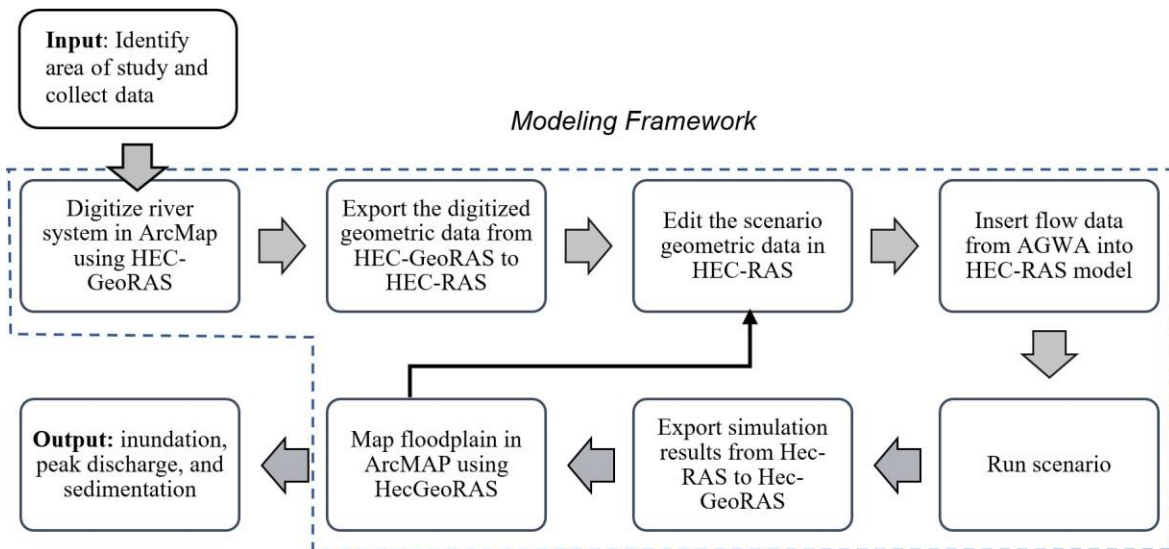 Input: Identify
area of study and
collect data
Modeling Framework
Digitize river
system in ArcMap
using HEC-
GeoRAS
Export the digitized
geometric data from
HEC-GeoRAS to
HEC-RAS
Edit the scenario
geometric data in
HEC-RAS
Insert flow data
from AGWA into
HEC-RAS model
Output: inundation,
peak discharge, and
sedimentation
Map floodplain in
ArcMAP using
HecGeoRAS
Export simulation
results from Hec-
RAS to Hec-
GeoRAS
Run scenario